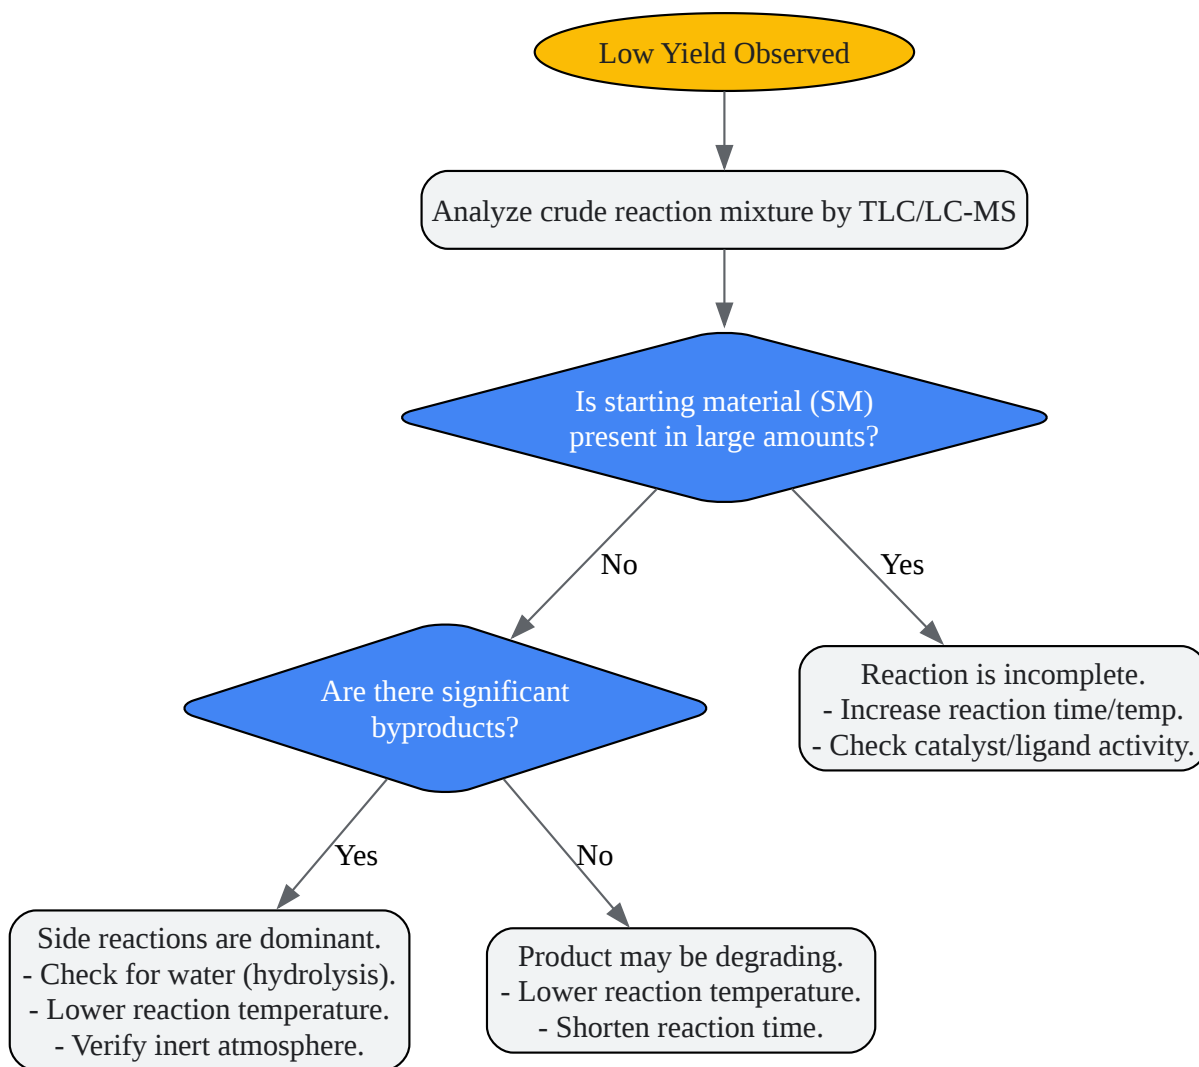 Low Yield Observed
Analyze crude reaction mixture by TLC/LC-MS
Is starting material (SM)
present in large amounts?
No
Yes
Are there significant
byproducts?
Reaction is incomplete.
- Increase reaction time/temp.
- Check catalyst/ligand activity.
Yes
No
Side reactions are dominant.
- Check for water (hydrolysis).
- Lower reaction temperature.
- Verify inert atmosphere.
Product may be degrading.
- Lower reaction temperature.
- Shorten reaction time.